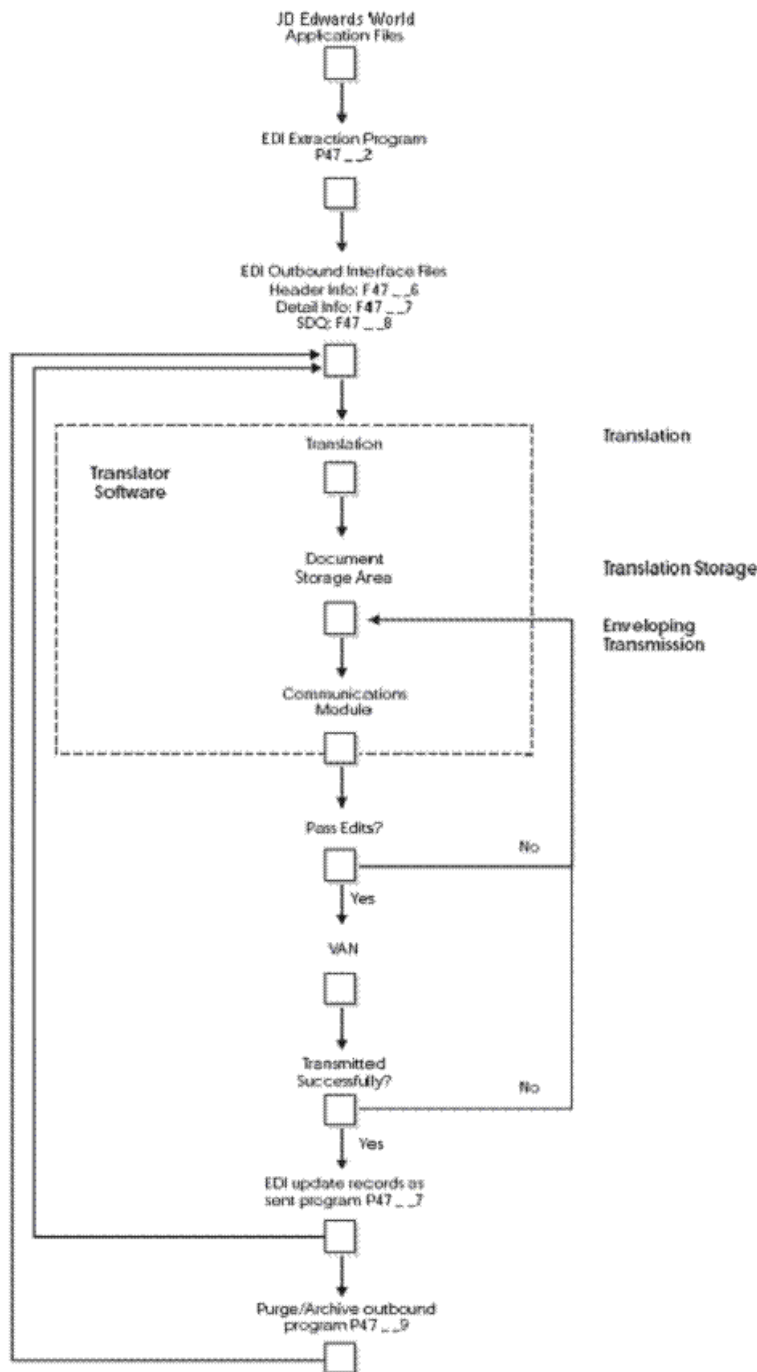 JD Edwards World
Application Files
EDI Extraction Program
P47 _ _2
EDI Outbound Interface Files
Header Info: F47 _ _6
Detail Info: F47 _ _7
SDQ: F47 _ _8
Translation
Translator
Software
Translation
Document
Storage Area
Translation Storage
Enveloping
Transmission
Communications
Module
Pass Edits?
No
Yes
VAN
Transmitted
Successfully?
No
Yes
EDI update records as
sent program P47 _ _7
Purge/Archive outbound
program P47 _ _9